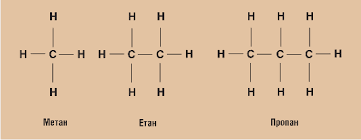 H H H H H H
H — C — H H — C — C — H H — C — C — C — H
H H H H H H
Метан Етан Пропан